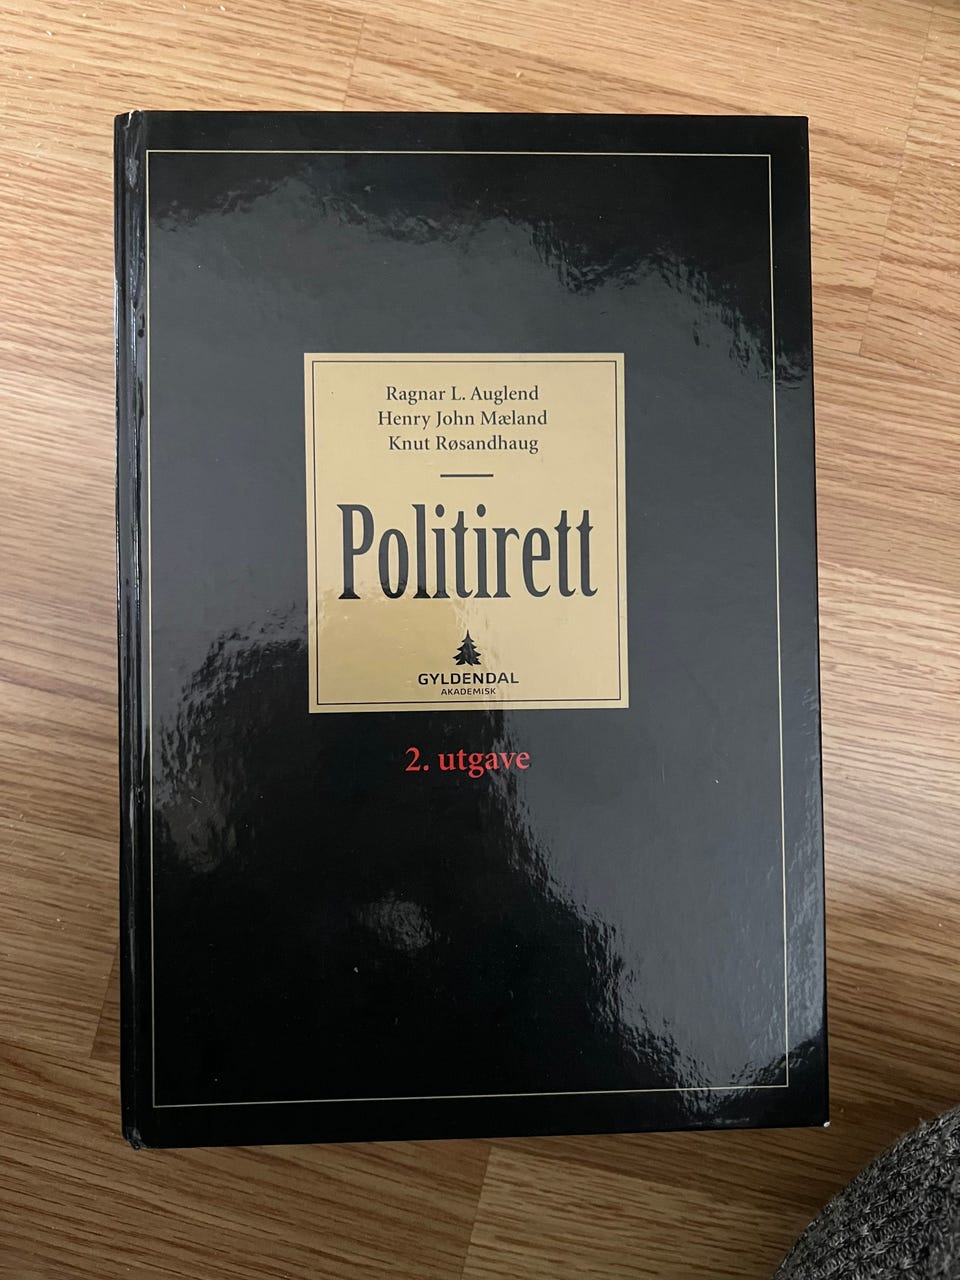 Ragnar L. Auglend
Henry John Mæland
Knut Røsandhaug
Politirett
GYLDENDAL
AKADEMISK
2. utgave